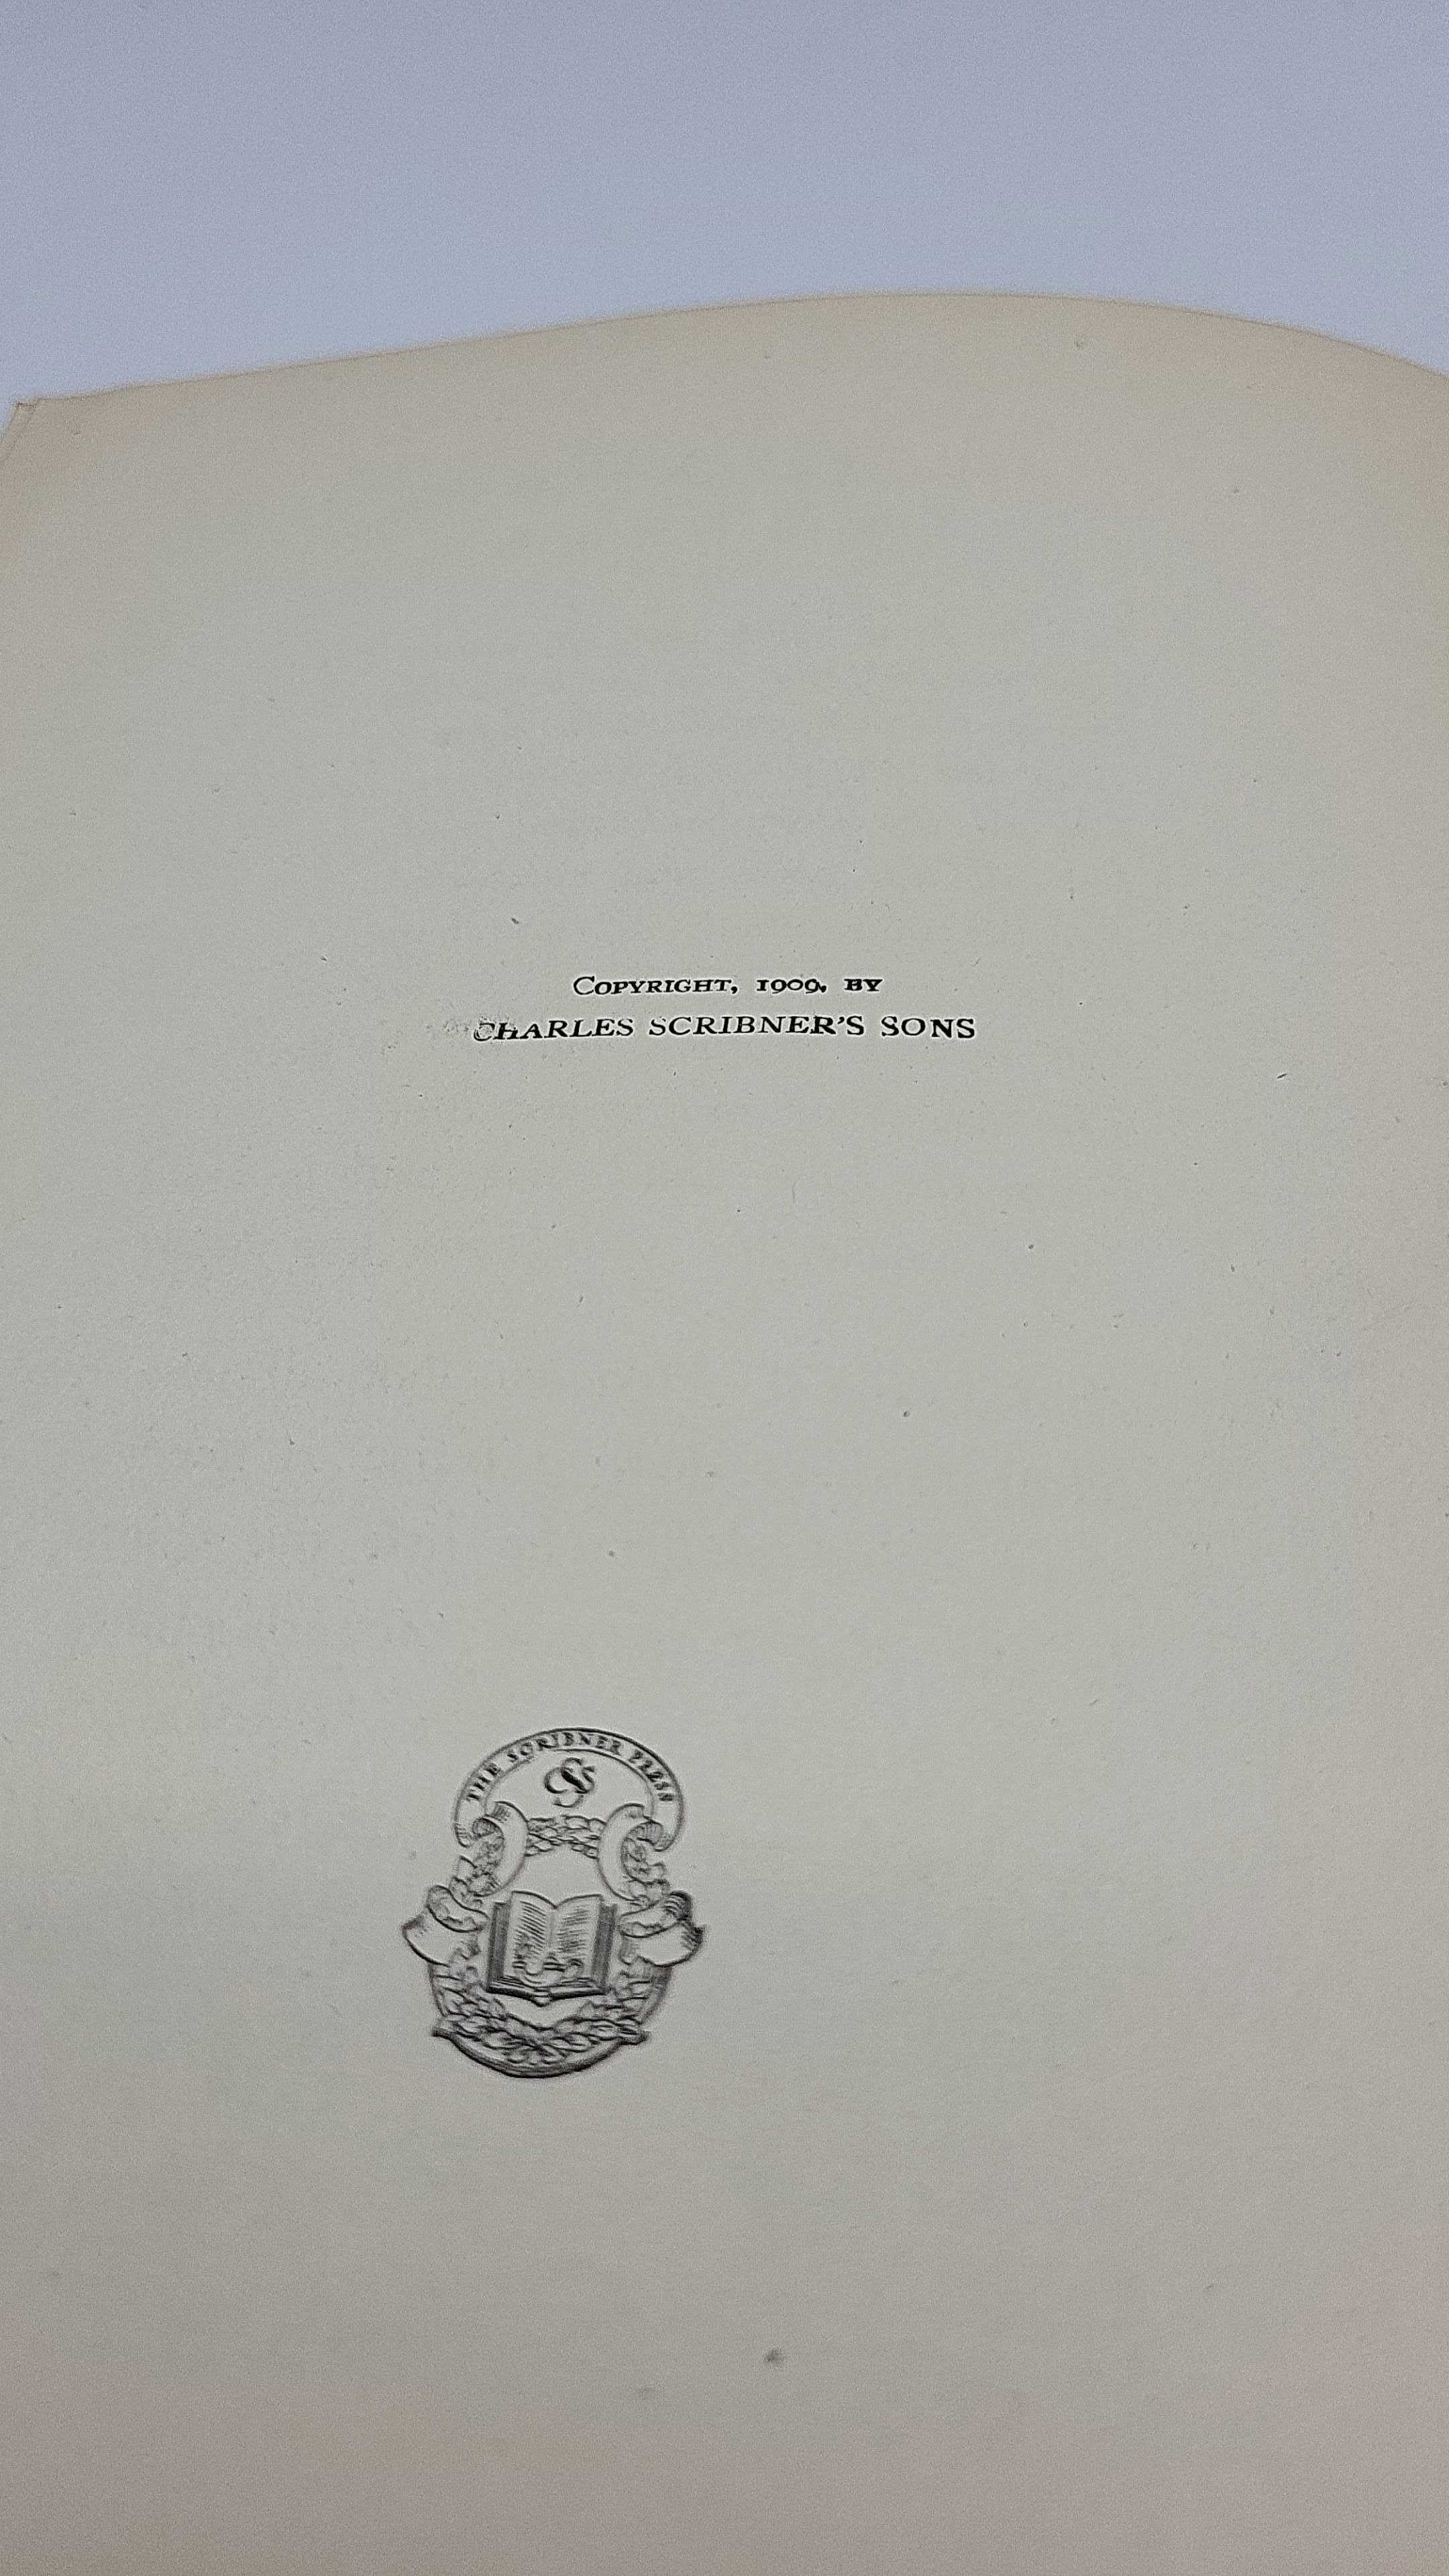 COPYRIGHT, 1909, BY
CHARLES SCRIBNER'S SONS
THE SCRIBNER PRESS